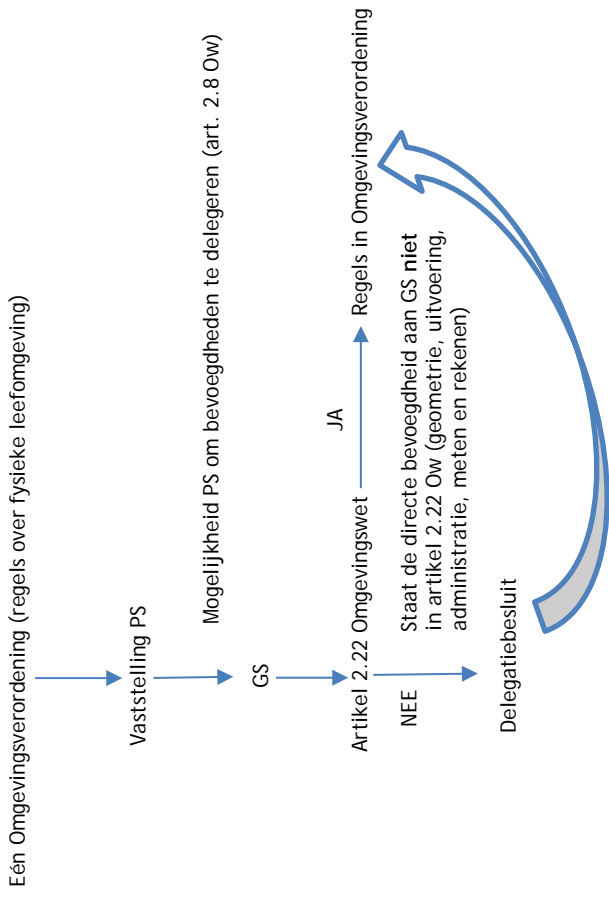 Eén Omgevingsverordening (regels over fysieke leefomgeving)
Vaststelling PS
Mogelijkheid PS om bevoegdheden te delegeren (art. 2.8 Ow)
GS
JA
Artikel 2.22 Omgevingswet
Regels in Omgevingsverordening
NEE
Staat de directe bevoegdheid aan GS niet
in artikel 2.22 Ow (geometrie, uitvoering,
administratie, meten en rekenen)
Delegatiebesluit